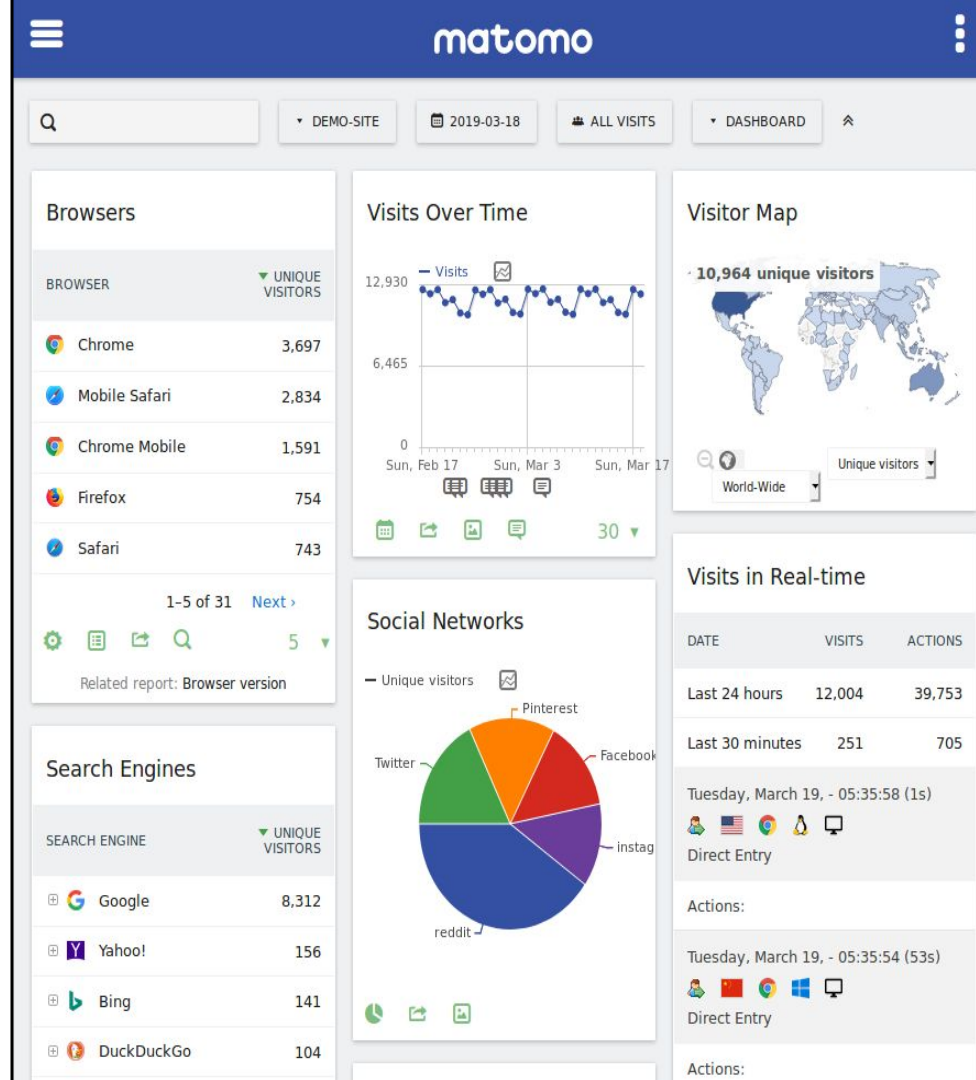 matomo
DEMO-SITE
2019-03-18
ALL VISITS
DASHBOARD
Browsers
BROWSER
UNIQUE
VISITORS
Chrome 3,697
Mobile Safari 2,834
Chrome Mobile 1,591
Firefox 754
Safari 743
1–5 of 31 Next ›
5
Related report: Browser version
Search Engines
SEARCH ENGINE
UNIQUE
VISITORS
Google 8,312
Yahoo! 156
Bing 141
DuckDuckGo 104
Visits Over Time
Visits
12,930
6,465
0
Sun, Feb 17 Sun, Mar 3 Sun, Mar 17
30
Social Networks
Unique visitors
Pinterest
Twitter
Facebook
instag
reddit
Visitor Map
10,964 unique visitors
Unique visitors
World-Wide
Visits in Real-time
DATE VISITS ACTIONS
Last 24 hours 12,004 39,753
Last 30 minutes 251 705
Tuesday, March 19, - 05:35:58 (1s)
Direct Entry
Actions:
Tuesday, March 19, - 05:35:54 (53s)
Direct Entry
Actions: